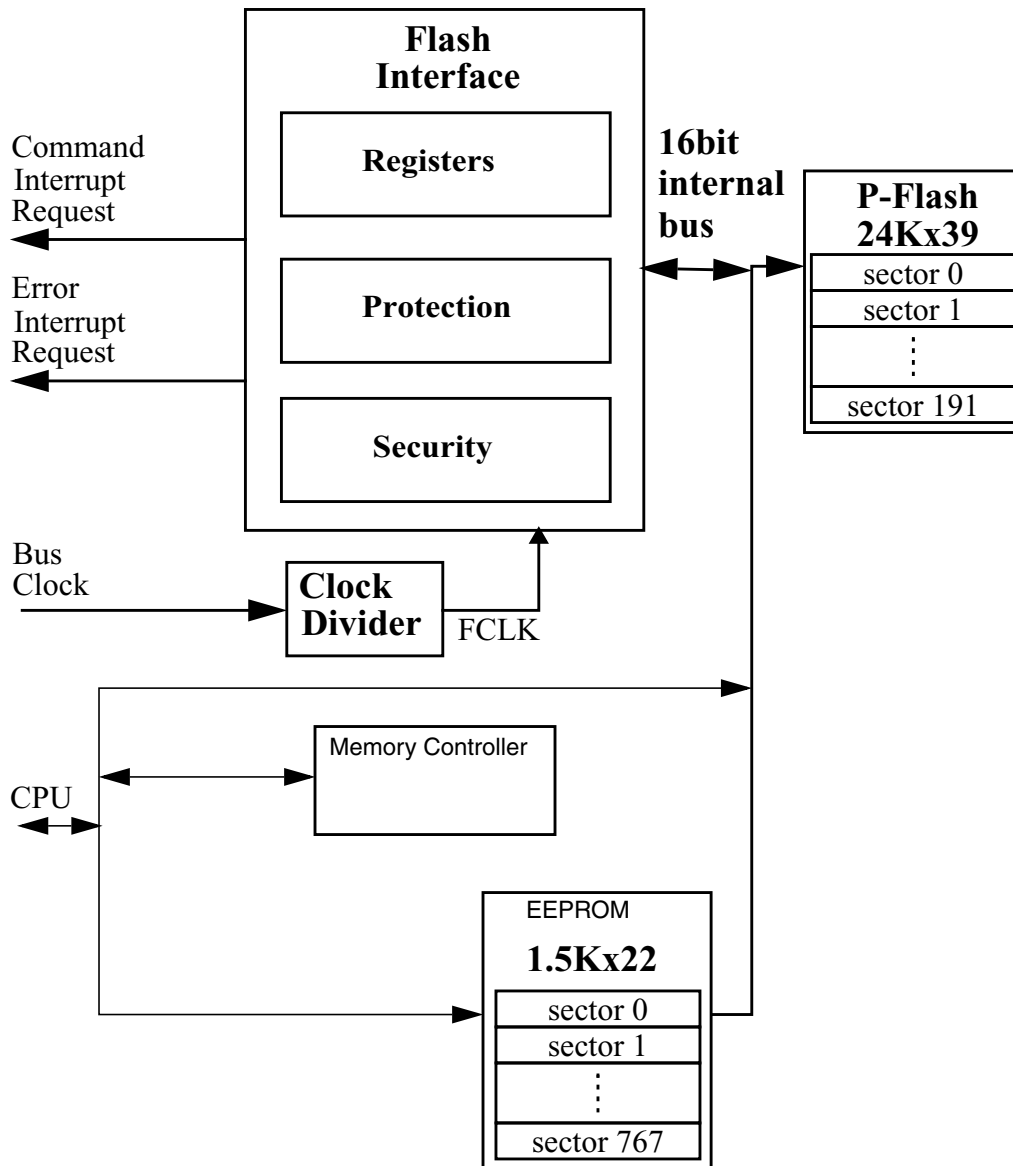 Flash
Interface
Registers
Protection
Security
Command
Interrupt
Request
Error
Interrupt
Request
16bit
internal
bus
P-Flash
24Kx39
sector 0
sector 1
sector 191
Bus
Clock
Clock
Divider
FCLK
Memory Controller
CPU
EEPROM
1.5Kx22
sector 0
sector 1
sector 767